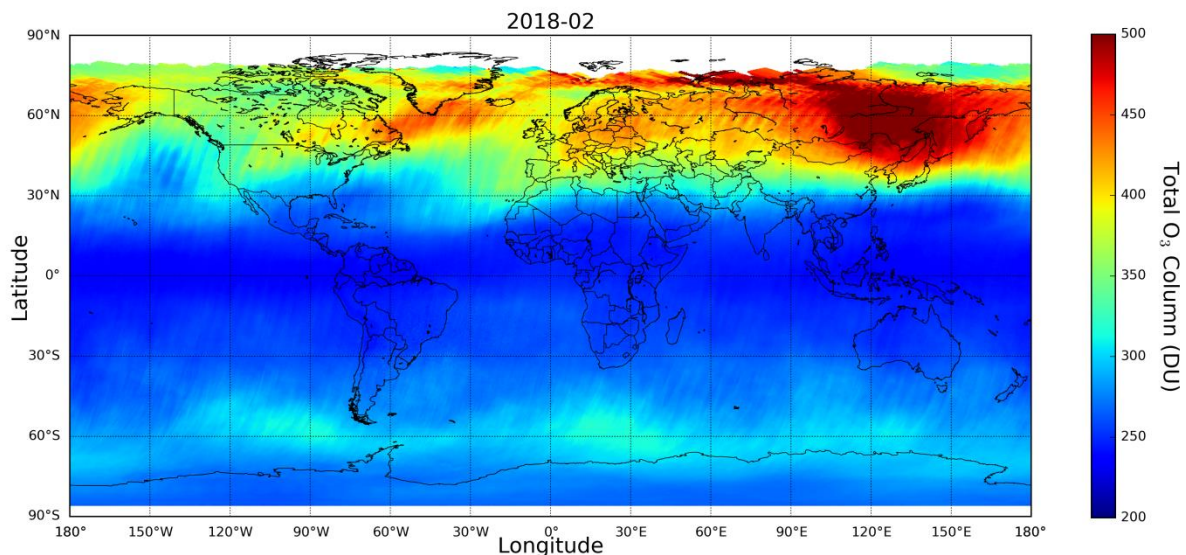 2018-02
90°N
60°N
30°N
0°
30°S
60°S
90°S
Latitude
180°
150°W
120°W
90°W
60°W
30°W
0°
30°E
60°E
90°E
120°E
150°E
180°
Longitude
500
450
400
350
300
250
200
Total O₃ Column (DU)